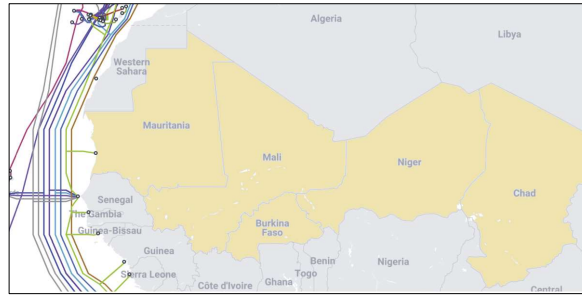 Algeria
Libya
Western
Sahara
Mauritania
Mali
Niger
Chad
Senegal
The Gambia
Guinea-Bissau
Burkina
Faso
Guinea
Benin
Nigeria
Togo
Sierra Leone
Côte d'Ivoire
Ghana
Central